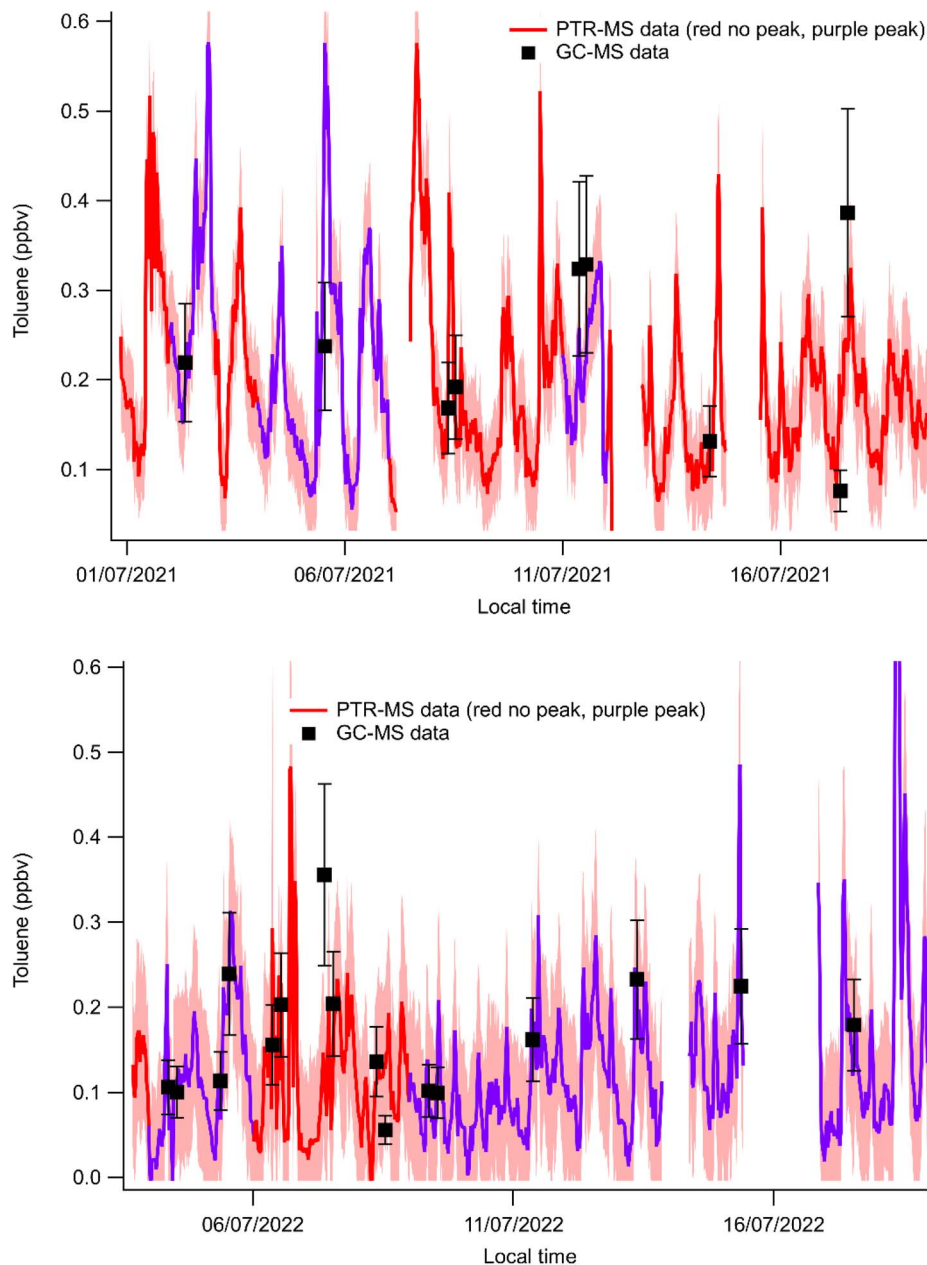 0.6
PTR-MS data (red no peak, purple peak)
GC-MS data
0.5
0.4
Toluene (ppbv)
0.3
0.2
0.1
01/07/2021 06/07/2021 11/07/2021 16/07/2021
Local time
0.6
PTR-MS data (red no peak, purple peak)
GC-MS data
0.5
0.4
Toluene (ppbv)
0.3
0.2
0.1
0.0
06/07/2022 11/07/2022 16/07/2022
Local time